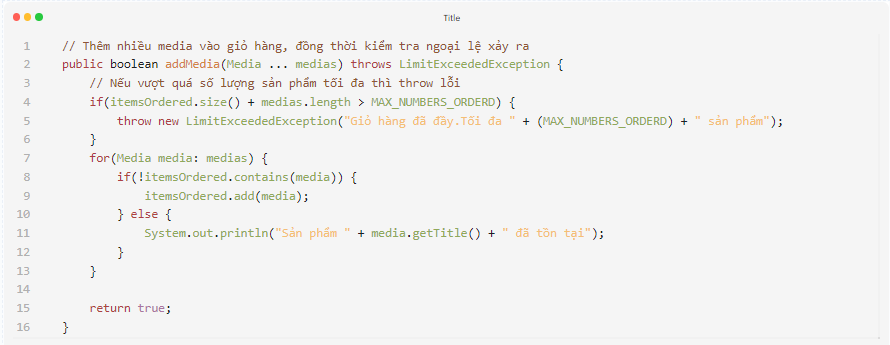 Title
1 // Thêm nhiều media vào giỏ hàng, đồng thời kiểm tra ngoại lệ xảy ra
2 public boolean addMedia(Media ... medias) throws LimitExceededException {
3 // Nếu vượt quá số lượng sản phẩm tối đa thì throw lỗi
4 if(itemsOrdered.size() + medias.length > MAX_NUMBERS_ORDERD) {
5 throw new LimitExceededException("Giỏ hàng đã đầy.Tối đa " + (MAX_NUMBERS_ORDERD) + " sản phẩm");
6 }
7 for(Media media: medias) {
8 if(!itemsOrdered.contains(media)) {
9 itemsOrdered.add(media);
10 } else {
11 System.out.println("Sản phẩm " + media.getTitle() + " đã tồn tại");
12 }
13 }
14
15 return true;
16 }